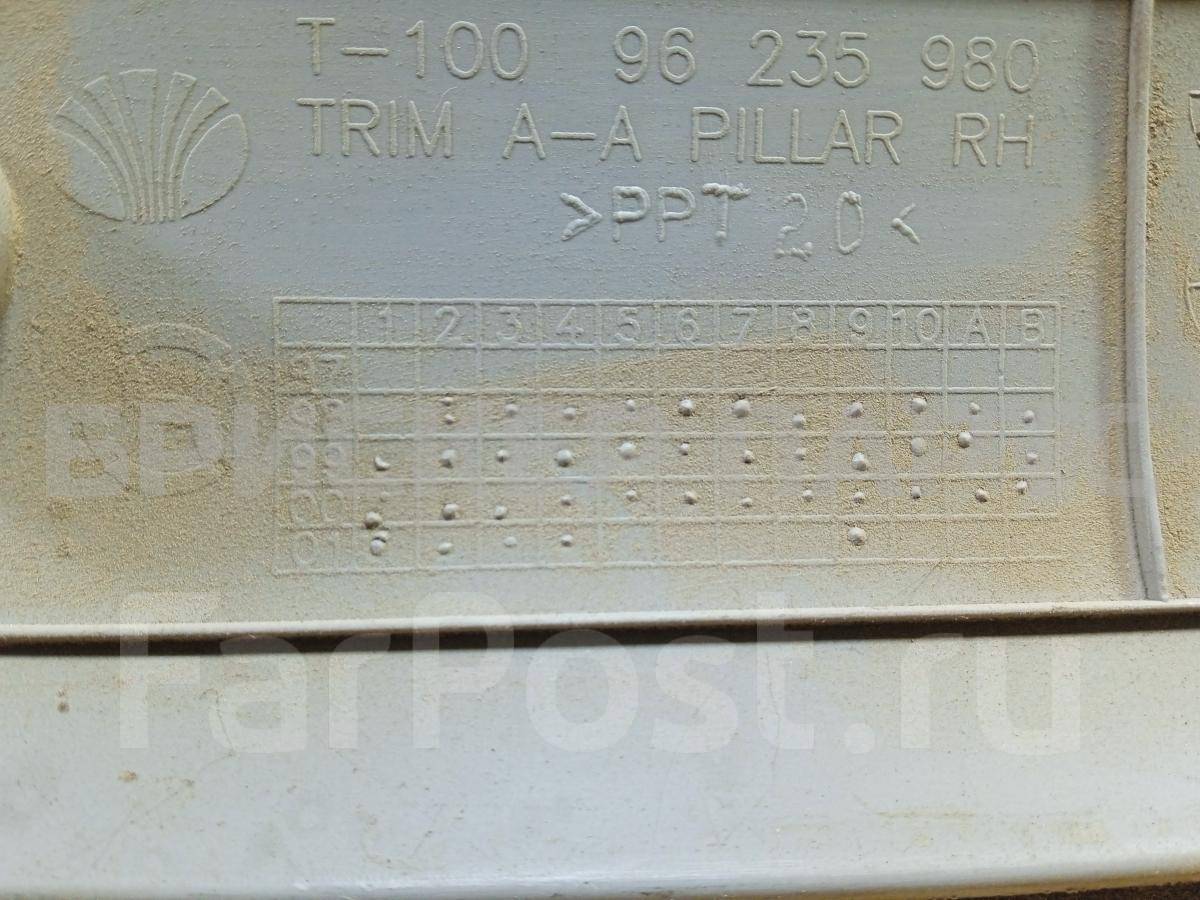 T-100 96 235 980
TRIM A-A PILLAR RH
>PPT20<
1 2 3 4 5 6 7 8 9 10 A B
97
98
99
00
01
FarPost.ru